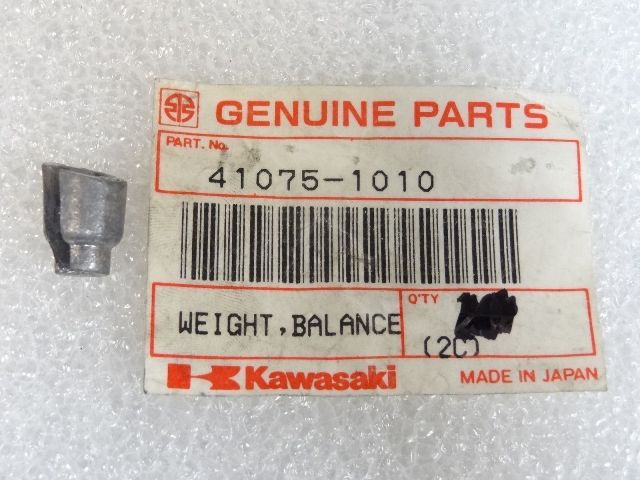 GENUINE PARTS
PART. No.
41075-1010
WEIGHT, BALANCE
Q'TY
(2C)
Kawasaki
MADE IN JAPAN